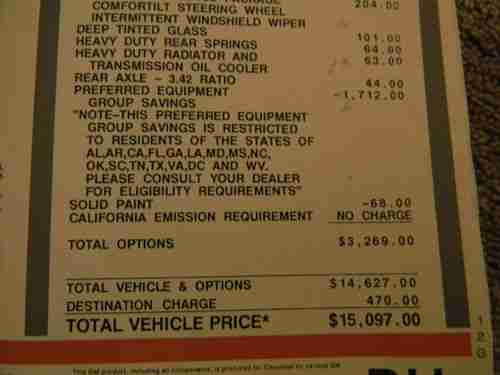 COMFORTILT STEERING WHEEL 204.00
INTERMITTENT WINDSHIELD WIPER
DEEP TINTED GLASS 101.00
HEAVY DUTY REAR SPRINGS 64.00
HEAVY DUTY RADIATOR AND 63.00
TRANSMISSION OIL COOLER
REAR AXLE - 3.42 RATIO 44.00
PREFERRED EQUIPMENT -1,712.00
GROUP SAVINGS
"NOTE-THIS PREFERRED EQUIPMENT
GROUP SAVINGS IS RESTRICTED
TO RESIDENTS OF THE STATES OF
AL,AR,CA,FL,GA,LA,MD,MS,NC,
OK,SC,TN,TX,VA,DC AND WV,
PLEASE CONSULT YOUR DEALER
FOR ELIGIBILITY REQUIREMENTS"
SOLID PAINT -68.00
CALIFORNIA EMISSION REQUIREMENT NO CHARGE
TOTAL OPTIONS $3,269.00
TOTAL VEHICLE & OPTIONS $14,627.00
DESTINATION CHARGE 470.00
TOTAL VEHICLE PRICE* $15,097.00
1
2
G